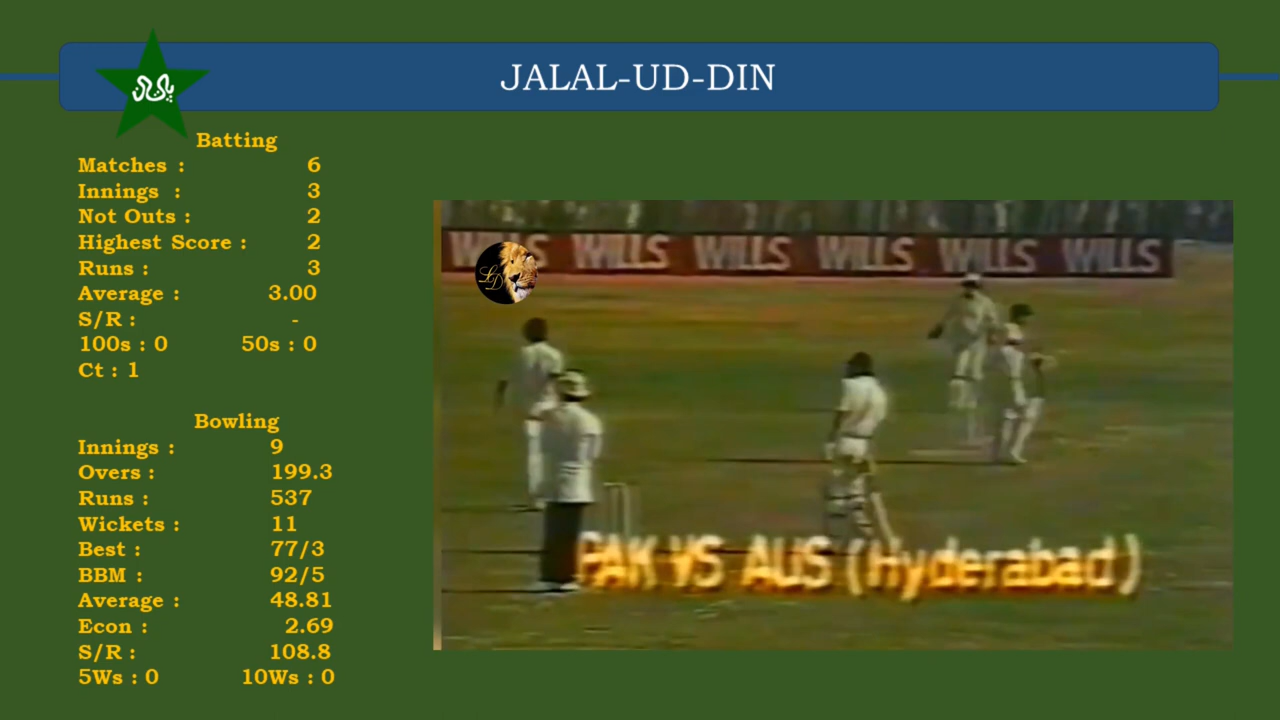 JALAL-UD-DIN
Batting
Matches : 6
Innings : 3
Not Outs : 2
Highest Score : 2
Runs : 3
Average : 3.00
S/R : -
100s : 0 50s : 0
Ct : 1
Bowling
Innings : 9
Overs : 199.3
Runs : 537
Wickets : 11
Best : 77/3
BBM : 92/5
Average : 48.81
Econ : 2.69
S/R : 108.8
5Ws : 0 10Ws : 0
WILLS WILLS WILLS WILLS WILLS WILLS
LD
PAK VS AUS (Hyderabad)